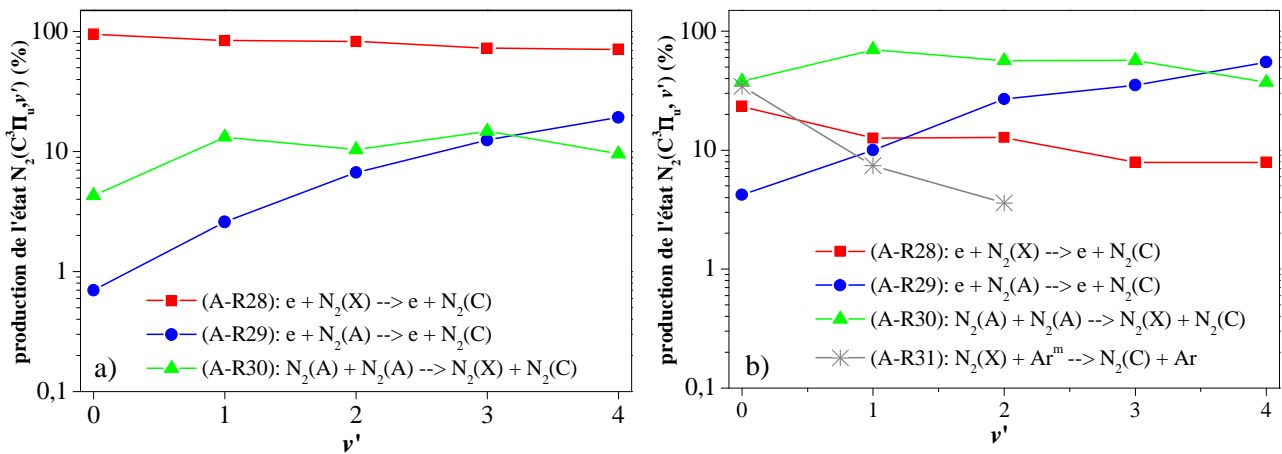 production de l'état N₂(C³Πᵤ,v') (%)
100
10
1
0,1
(A-R28): e + N₂(X) --> e + N₂(C)
(A-R29): e + N₂(A) --> e + N₂(C)
(A-R30): N₂(A) + N₂(A) --> N₂(X) + N₂(C)
a)
0 1 2 3 4
v'
production de l'état N₂(C³Πᵤ, v') (%)
100
10
1
0,1
(A-R28): e + N₂(X) --> e + N₂(C)
(A-R29): e + N₂(A) --> e + N₂(C)
(A-R30): N₂(A) + N₂(A) --> N₂(X) + N₂(C)
(A-R31): N₂(X) + Arᵐ --> N₂(C) + Ar
b)
0 1 2 3 4
v'